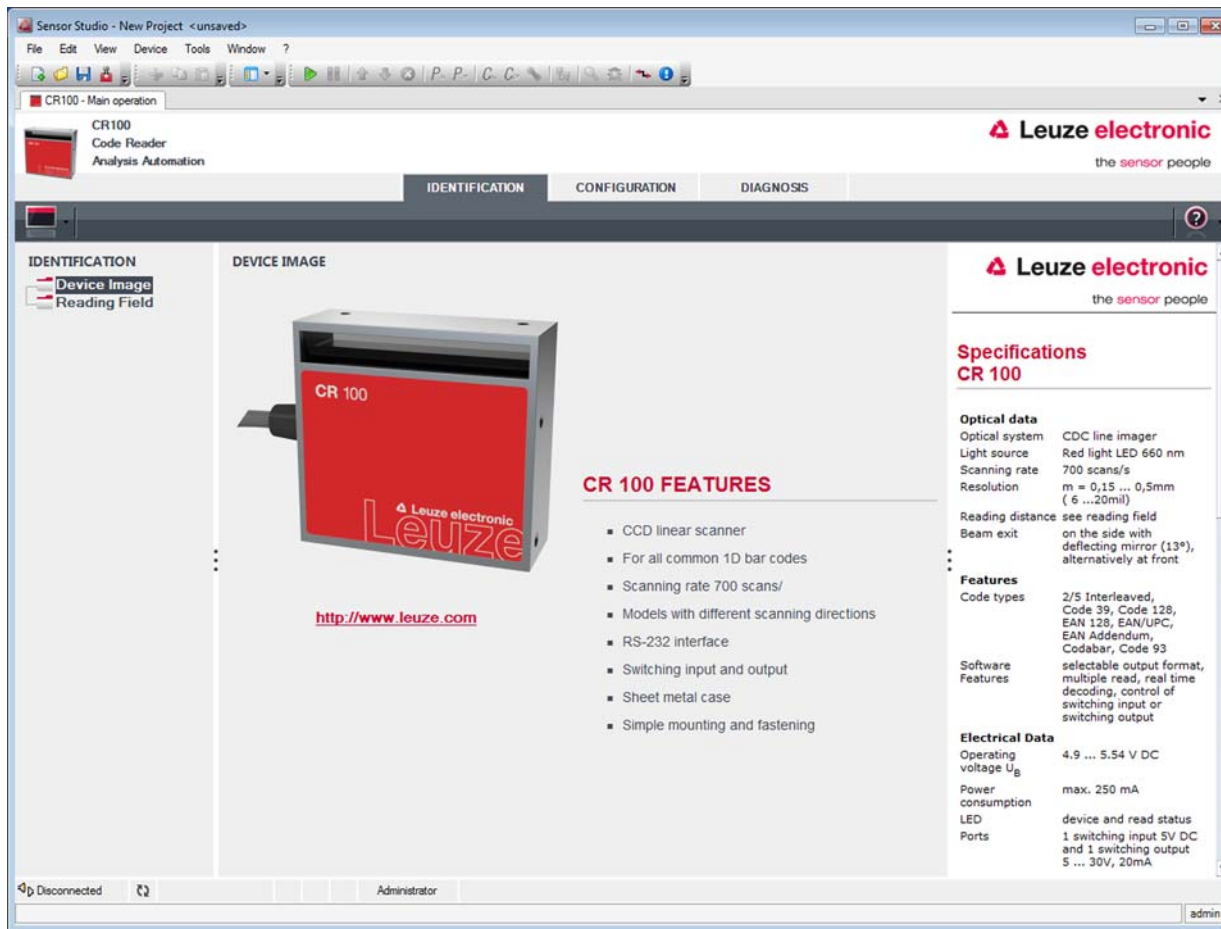 Sensor Studio - New Project <unsaved>
File Edit View Device Tools Window ?
CR100 - Main operation
CR100
Code Reader
Analysis Automation
Leuze electronic
the sensor people
IDENTIFICATION CONFIGURATION DIAGNOSIS
IDENTIFICATION
Device Image
Reading Field
DEVICE IMAGE
CR 100
Leuze electronic
Leuze
http://www.leuze.com
CR 100 FEATURES
CCD linear scanner
For all common 1D bar codes
Scanning rate 700 scans/
Models with different scanning directions
RS-232 interface
Switching input and output
Sheet metal case
Simple mounting and fastening
Leuze electronic
the sensor people
Specifications
CR 100
Optical data
Optical system CDC line imager
Light source Red light LED 660 nm
Scanning rate 700 scans/s
Resolution m = 0,15 ... 0,5mm
( 6 ...20mil)
Reading distance see reading field
Beam exit on the side with
deflecting mirror (13°),
alternatively at front
Features
Code types 2/5 Interleaved,
Code 39, Code 128,
EAN 128, EAN/UPC,
EAN Addendum,
Codabar, Code 93
Software selectable output format,
Features multiple read, real time
decoding, control of
switching input or
switching output
Electrical Data
Operating 4.9 ... 5.54 V DC
voltage UB
Power max. 250 mA
consumption
LED device and read status
Ports 1 switching input 5V DC
and 1 switching output
5 ... 30V, 20mA
Disconnected Administrator
admin